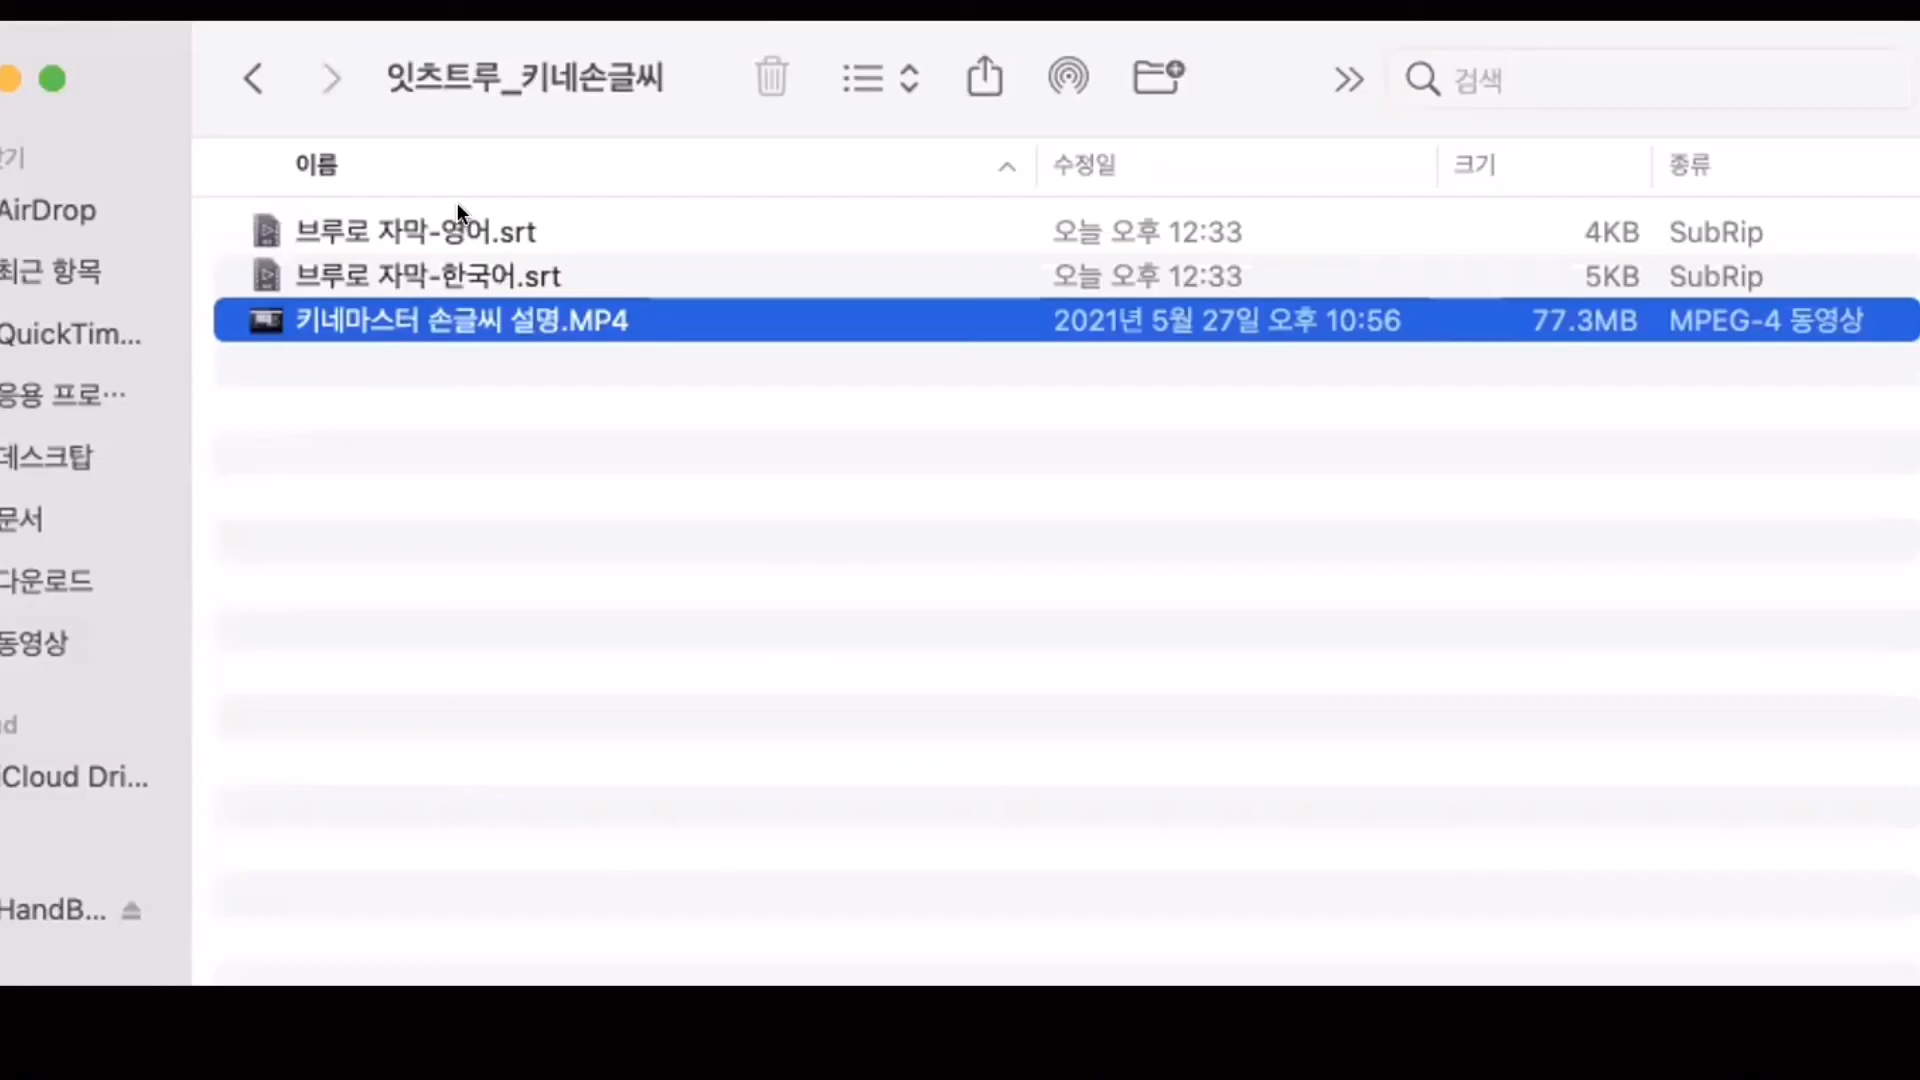 잇츠트루_키네손글씨
검색
이름 수정일 크기 종류
브루로 자막-영어.srt 오늘 오후 12:33 4KB SubRip
브루로 자막-한국어.srt 오늘 오후 12:33 5KB SubRip
키네마스터 손글씨 설명.MP4 2021년 5월 27일 오후 10:56 77.3MB MPEG-4 동영상
AirDrop
최근 항목
QuickTim...
응용 프로...
데스크탑
문서
다운로드
동영상
iCloud Dri...
HandB...